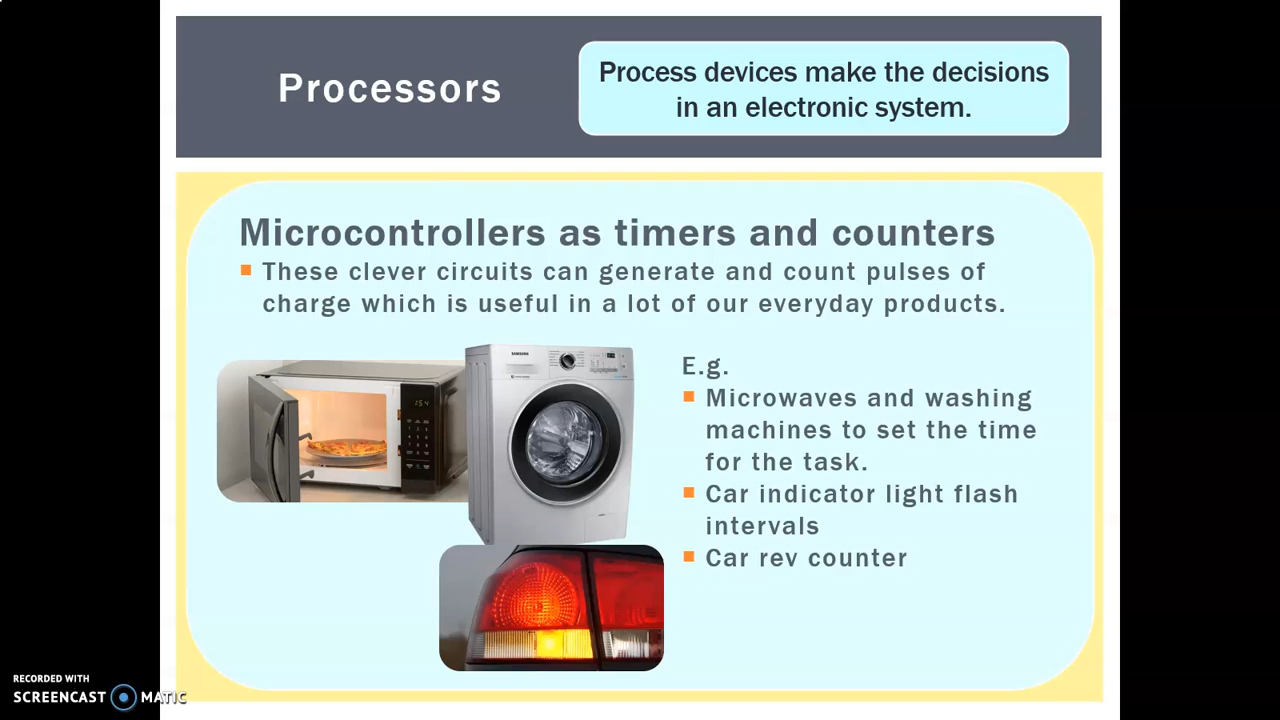 Processors
Process devices make the decisions
in an electronic system.
Microcontrollers as timers and counters
These clever circuits can generate and count pulses of
charge which is useful in a lot of our everyday products.
E.g.
Microwaves and washing
machines to set the time
for the task.
Car indicator light flash
intervals
Car rev counter
SAMSUNG
RECORDED WITH
SCREENCAST MATIC